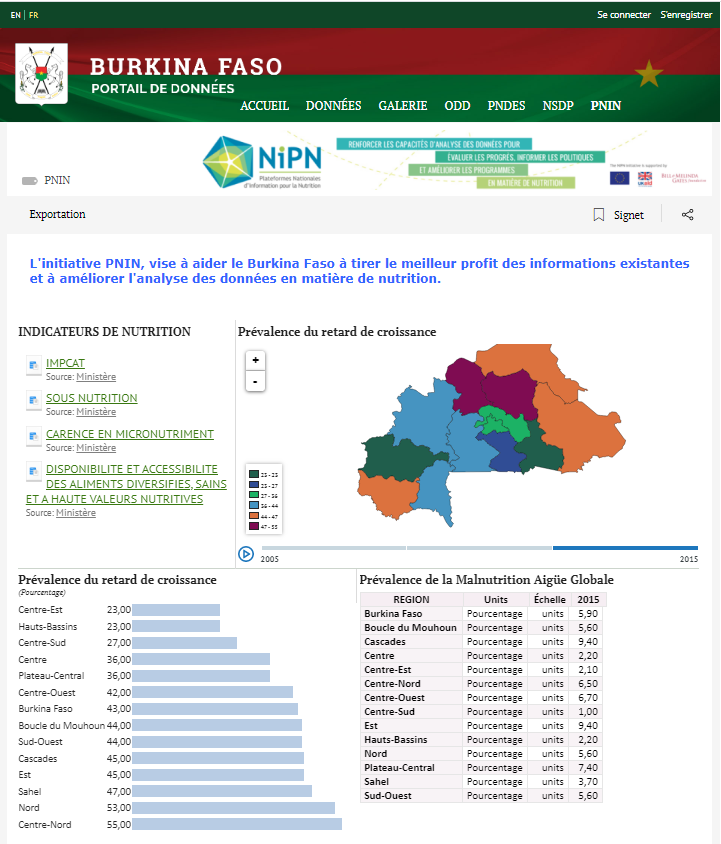 EN | FR
Se connecter S'enregistrer
BURKINA FASO
PORTAIL DE DONNÉES
ACCUEIL DONNÉES GALERIE ODD PNDES NSDP PNIN
PNIN
NiPN
Plateformes Nationales
d'Information pour la Nutrition
RENFORCER LES CAPACITÉS D'ANALYSE DES DONNÉES POUR
ÉVALUER LES PROGRÈS, INFORMER LES POLITIQUES
ET AMÉLIORER LES PROGRAMMES
EN MATIÈRE DE NUTRITION
The NIPN Initiative is supported by
UKaid
BILL & MELINDA
GATES foundation
Exportation
Signet
L'initiative PNIN, vise à aider le Burkina Faso à tirer le meilleur profit des informations existantes
et à améliorer l'analyse des données en matière de nutrition.
INDICATEURS DE NUTRITION
IMPCAT
Source: Ministère
SOUS NUTRITION
Source: Ministère
CARENCE EN MICRONUTRIMENT
Source: Ministère
DISPONIBILITE ET ACCESSIBILITE
DES ALIMENTS DIVERSIFIES, SAINS
ET A HAUTE VALEURS NUTRITIVES
Source: Ministère
Prévalence du retard de croissance
+
-
23 - 23
23 - 27
27 - 36
36 - 44
44 - 47
47 - 55
2005 2015
Prévalence du retard de croissance
(Pourcentage)
Centre-Est 23,00
Hauts-Bassins 23,00
Centre-Sud 27,00
Centre 36,00
Plateau-Central 36,00
Centre-Ouest 42,00
Burkina Faso 43,00
Boucle du Mouhoun 44,00
Sud-Ouest 44,00
Cascades 45,00
Est 45,00
Sahel 47,00
Nord 53,00
Centre-Nord 55,00
Prévalence de la Malnutrition Aigüe Globale
REGION Units Échelle 2015
Burkina Faso Pourcentage units 5,90
Boucle du Mouhoun Pourcentage units 5,60
Cascades Pourcentage units 9,40
Centre Pourcentage units 2,20
Centre-Est Pourcentage units 2,10
Centre-Nord Pourcentage units 6,50
Centre-Ouest Pourcentage units 6,70
Centre-Sud Pourcentage units 1,00
Est Pourcentage units 9,40
Hauts-Bassins Pourcentage units 2,20
Nord Pourcentage units 5,60
Plateau-Central Pourcentage units 7,40
Sahel Pourcentage units 3,70
Sud-Ouest Pourcentage units 5,60